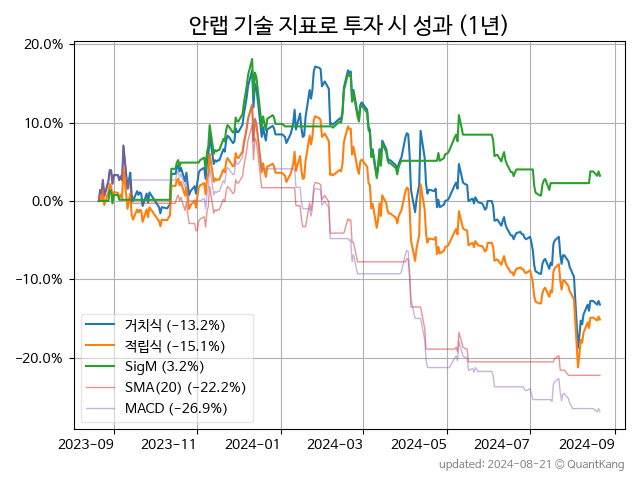 안랩 기술 지표로 투자 시 성과 (1년)
20.0%
10.0%
0.0%
−10.0%
−20.0%
거치식 (−13.2%)
적립식 (−15.1%)
SigM (3.2%)
SMA(20) (−22.2%)
MACD (−26.9%)
2023-09 2023-11 2024-01 2024-03 2024-05 2024-07 2024-09
updated: 2024-08-21 © QuantKang